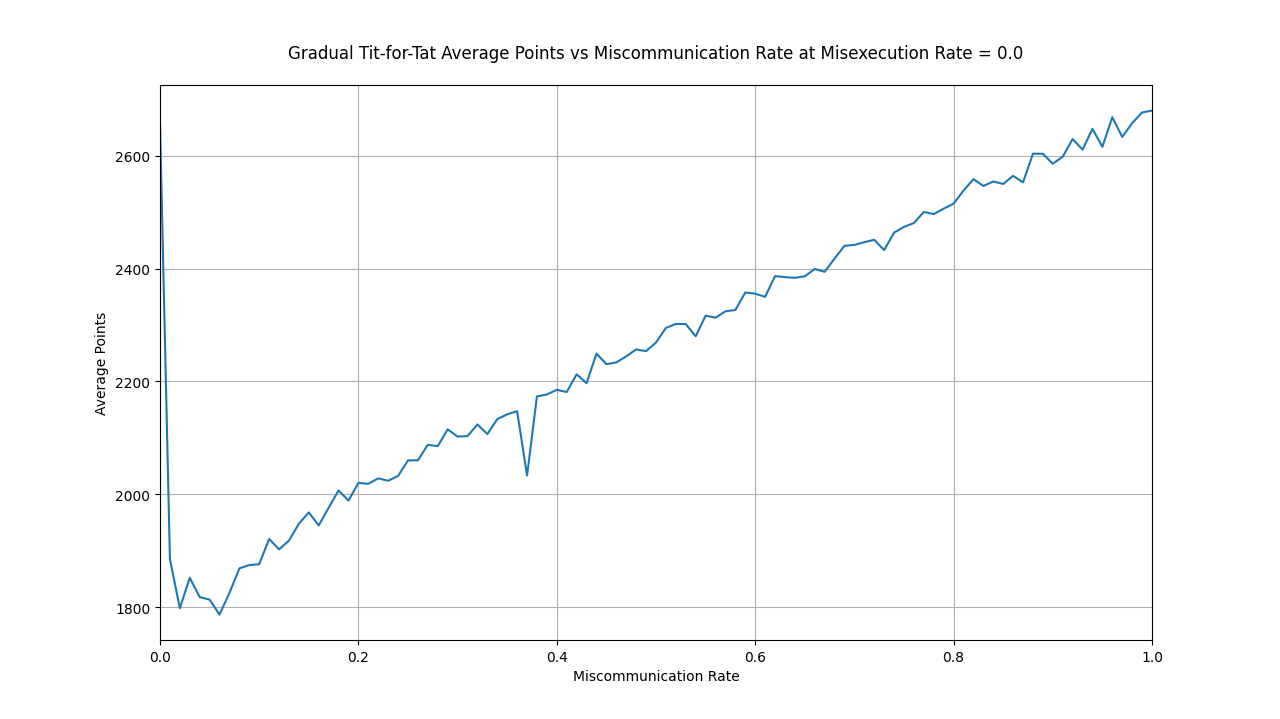 Gradual Tit-for-Tat Average Points vs Miscommunication Rate at Misexecution Rate = 0.0
2600
2400
2200
2000
1800
Average Points
0.0 0.2 0.4 0.6 0.8 1.0
Miscommunication Rate